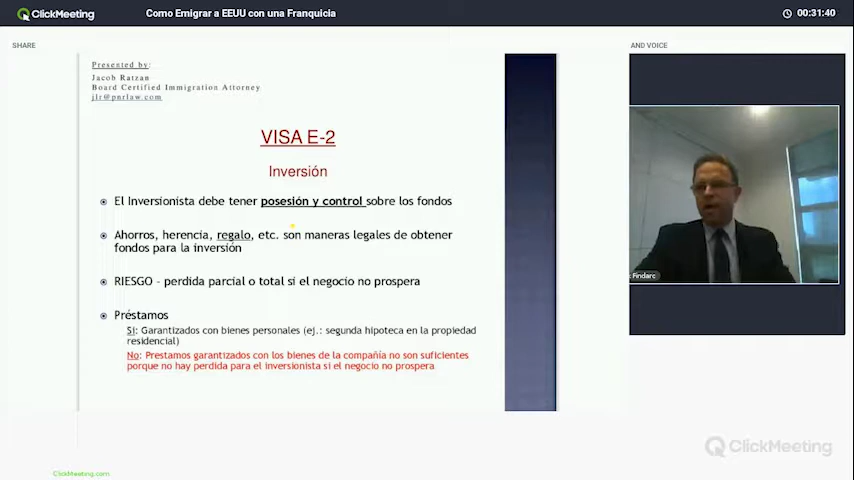 ClickMeeting
Como Emigrar a EEUU con una Franquicia
00:31:40
SHARE
AND VOICE
Presented by:
Jacob Ratzan
Board Certified Immigration Attorney
jlr@pnrlaw.com
VISA E-2
Inversión
El Inversionista debe tener posesión y control sobre los fondos
Ahorros, herencia, regalo, etc. son maneras legales de obtener
fondos para la inversión
RIESGO - perdida parcial o total si el negocio no prospera
Préstamos
Si: Garantizados con bienes personales (ej.: segunda hipoteca en la propiedad
residencial)
No: Prestamos garantizados con los bienes de la compañía no son suficientes
porque no hay perdida para el inversionista si el negocio no prospera
Findarc
ClickMeeting
ClickMeeting.com